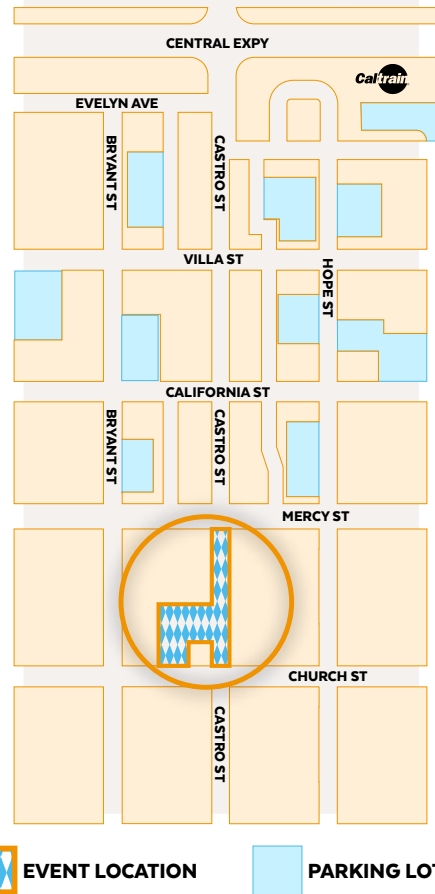 CENTRAL EXPY
Caltrain
EVELYN AVE
BRYANT ST
CASTRO ST
VILLA ST
HOPE ST
CALIFORNIA ST
BRYANT ST
CASTRO ST
MERCY ST
CHURCH ST
CASTRO ST
EVENT LOCATION
PARKING LOT